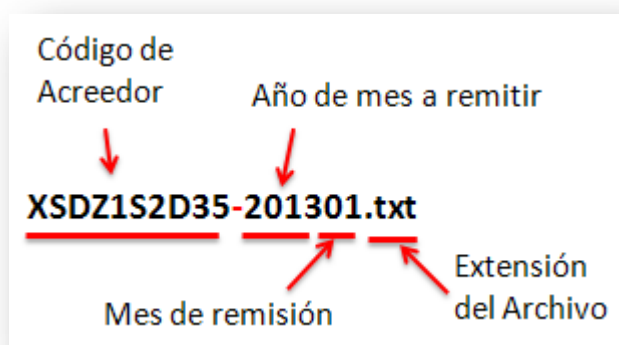 Código de
Acreedor
Año de mes a remitir
XSDZ1S2D35-201301.txt
Mes de remisión
Extensión
del Archivo